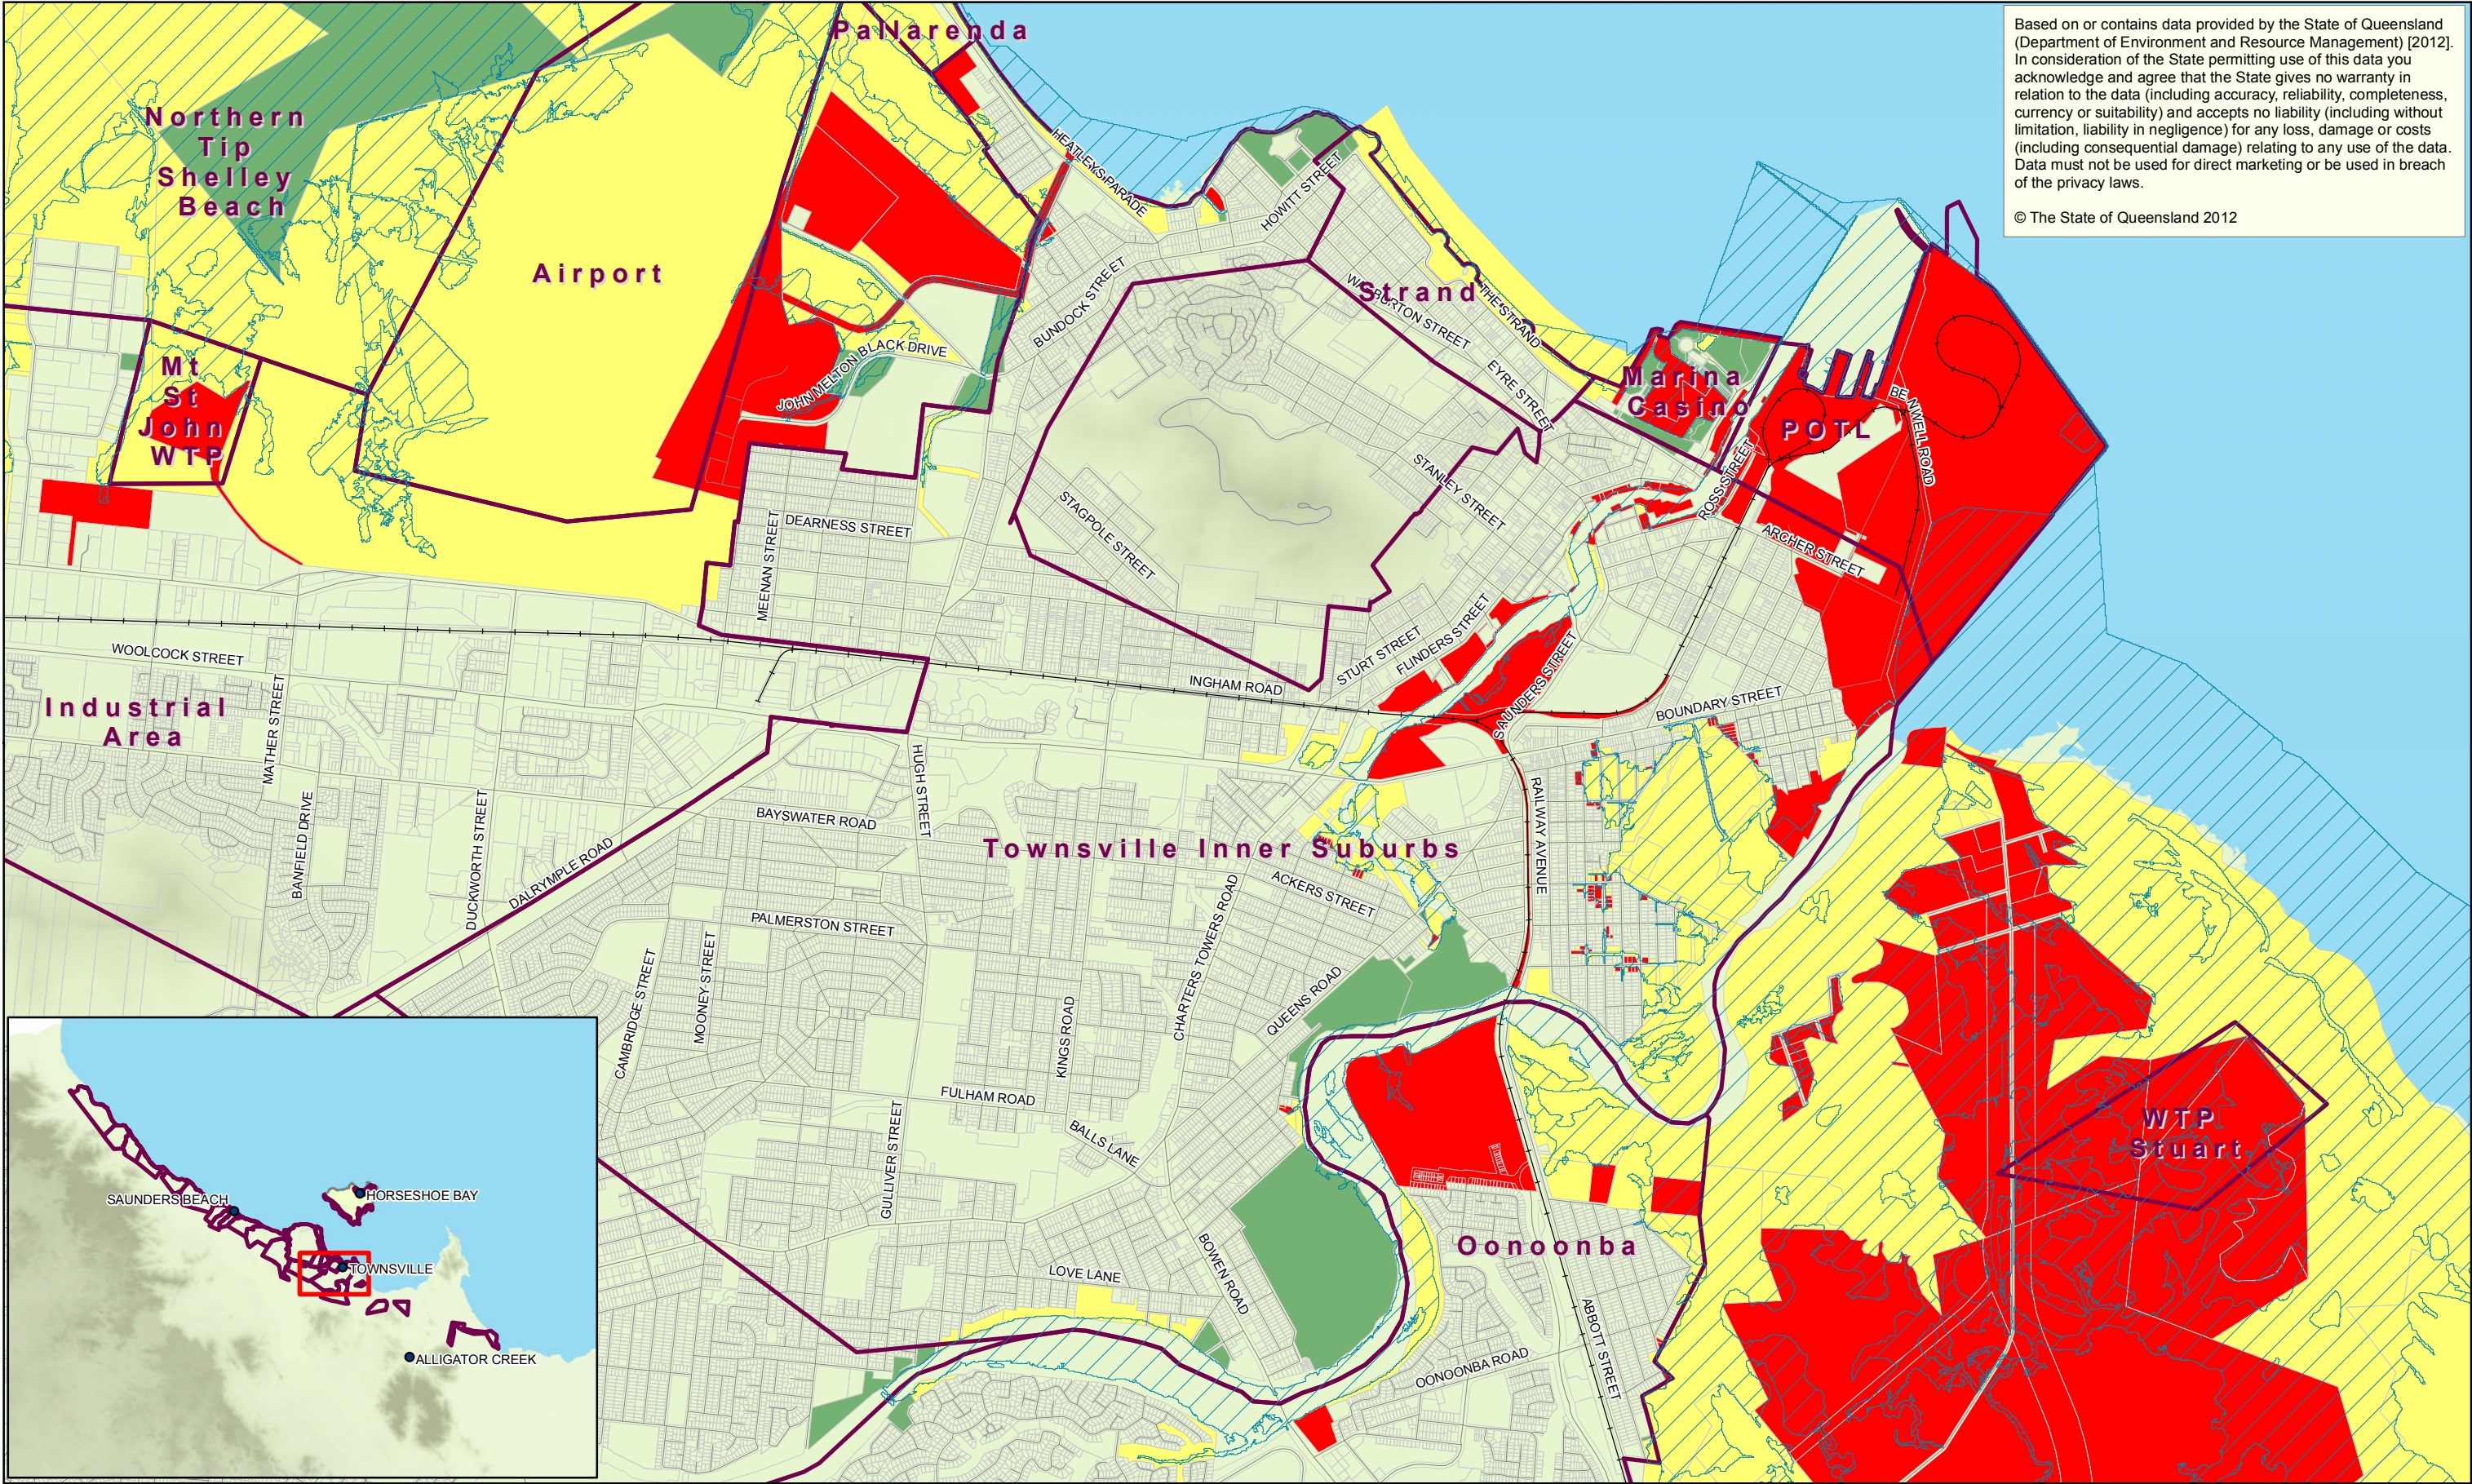 Based on or contains data provided by the State of Queensland
(Department of Environment and Resource Management) [2012].
In consideration of the State permitting use of this data you
acknowledge and agree that the State gives no warranty in
relation to the data (including accuracy, reliability, completeness,
currency or suitability) and accepts no liability (including without
limitation, liability in negligence) for any loss, damage or costs
(including consequential damage) relating to any use of the data.
Data must not be used for direct marketing or be used in breach
of the privacy laws.
© The State of Queensland 2012
Pallarenda
Northern
Tip
Shelley
Beach
HEATLEYS PARADE
HOWITT STREET
Airport
BUNDOCK STREET
Strand
WARBURTON STREET
THE STRAND
EYRE STREET
JOHN MELTON BLACK DRIVE
Mt
St
John
WTP
Marina
Casino
POTL
BENWELL ROAD
ROSS STREET
STANLEY STREET
STAGPOLE STREET
DEARNESS STREET
MEENAN STREET
ARCHER STREET
WOOLCOCK STREET
STURT STREET
FLINDERS STREET
SAUNDERS STREET
INGHAM ROAD
BOUNDARY STREET
Industrial
Area
MATHER STREET
HUGH STREET
BANFIELD DRIVE
DUCKWORTH STREET
BAYSWATER ROAD
DALRYMPLE ROAD
Townsville Inner Suburbs
RAILWAY AVENUE
ACKERS STREET
PALMERSTON STREET
CAMBRIDGE STREET
MOONEY STREET
CHARTERS TOWERS ROAD
KINGS ROAD
QUEENS ROAD
FULHAM ROAD
BALLS LANE
GULLIVER STREET
WTP
Stuart
Oonoonba
LOVE LANE
BOWEN ROAD
ABBOTT STREET
OONOONBA ROAD
SAUNDERS BEACH
HORSESHOE BAY
TOWNSVILLE
ALLIGATOR CREEK